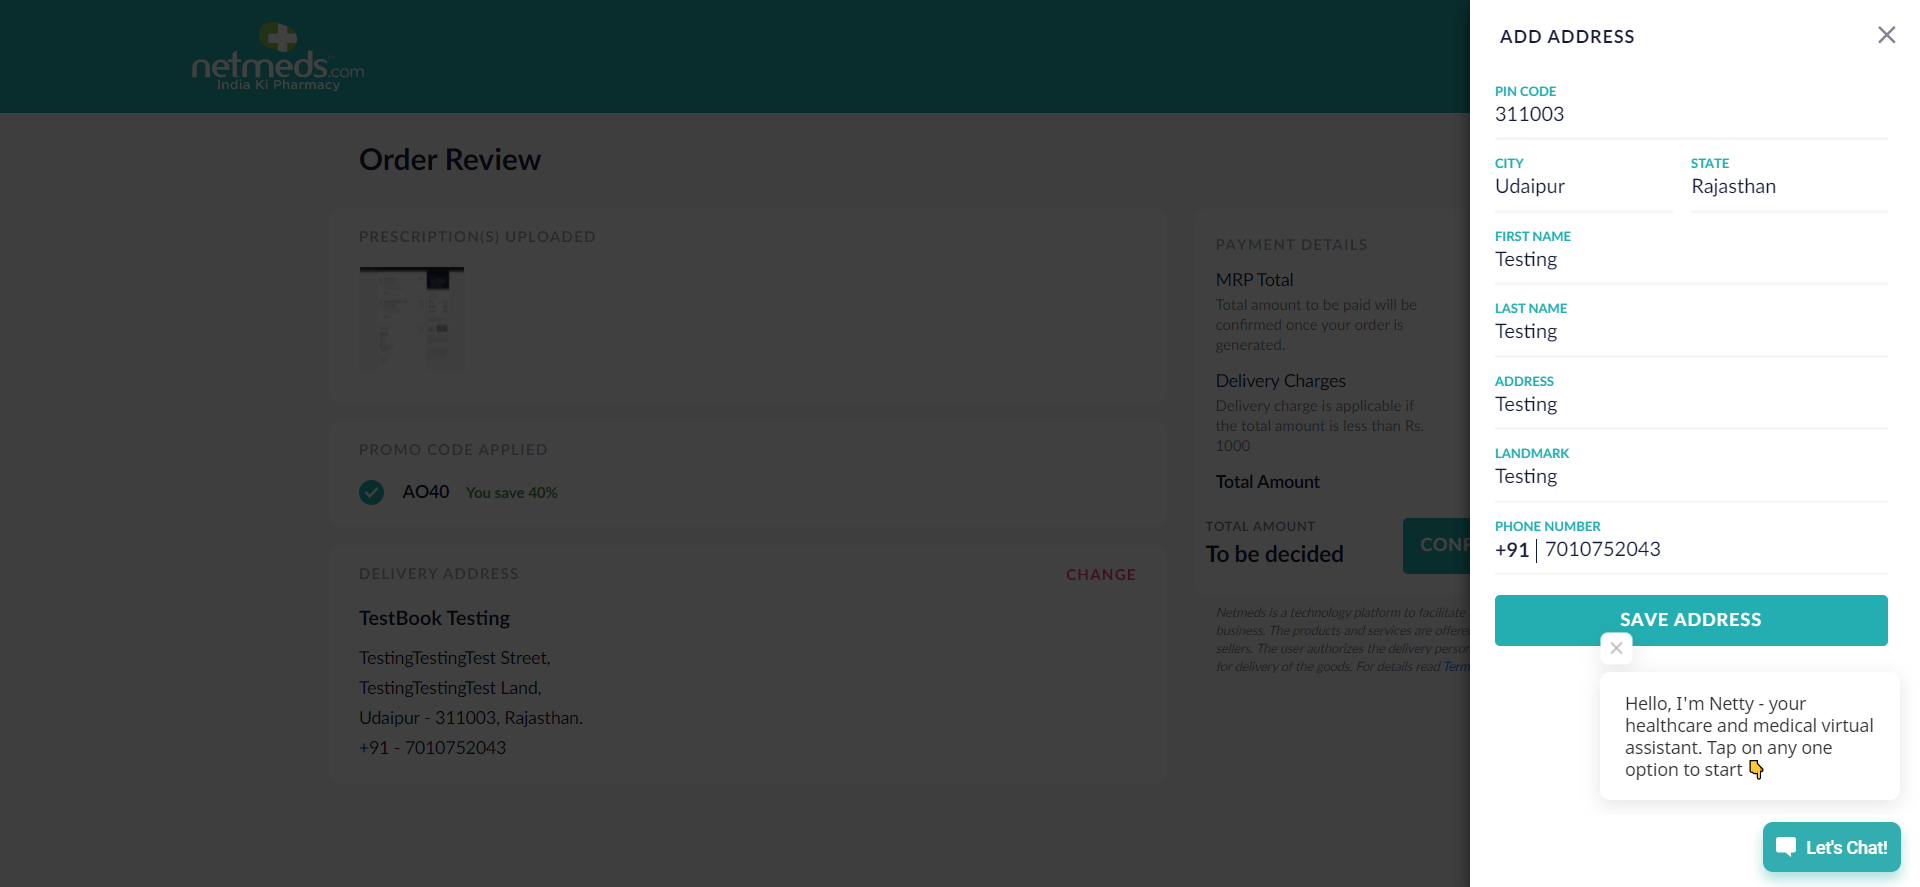 netmeds.com
India Ki Pharmacy
Order Review
PRESCRIPTION(S) UPLOADED
PROMO CODE APPLIED
AO40 You save 40%
DELIVERY ADDRESS
CHANGE
TestBook Testing
TestingTestingTest Street,
TestingTestingTest Land,
Udaipur - 311003, Rajasthan.
+91 - 7010752043
PAYMENT DETAILS
MRP Total
Total amount to be paid will be
confirmed once your order is
generated.
Delivery Charges
Delivery charge is applicable if
the total amount is less than Rs.
1000
Total Amount
TOTAL AMOUNT
To be decided
CONF
Netmeds is a technology platform to facilitate
business. The products and services are offere
sellers. The user authorizes the delivery person
for delivery of the goods. For details read Term
ADD ADDRESS
PIN CODE
311003
CITY
Udaipur
STATE
Rajasthan
FIRST NAME
Testing
LAST NAME
Testing
ADDRESS
Testing
LANDMARK
Testing
PHONE NUMBER
+91 7010752043
SAVE ADDRESS
Hello, I'm Netty - your
healthcare and medical virtual
assistant. Tap on any one
option to start 👇
Let's Chat!